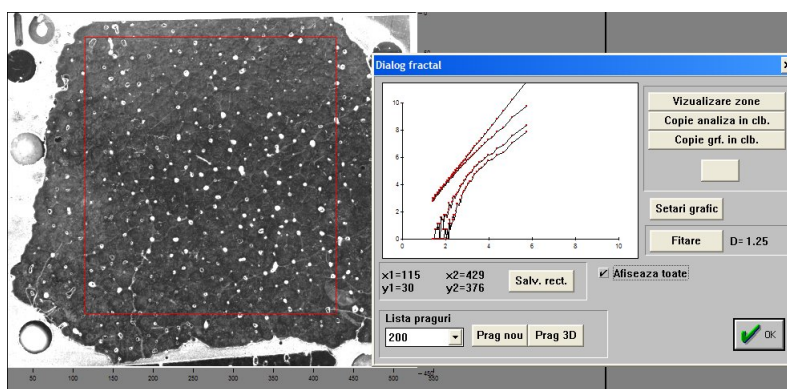 Dialog fractal
10
8
6
4
2
0
0 2 4 6 8 10
Vizualizare zone
Copie analiza in clb.
Copie grf. in clb.
Setari grafic
Fitare D= 1.25
x1=115 x2=429
y1=30 y2=376
Salv. rect.
Afiseaza toate
Lista praguri
200
Prag nou
Prag 3D
OK
50 100 150 200 250 300 350 400 450 500 550